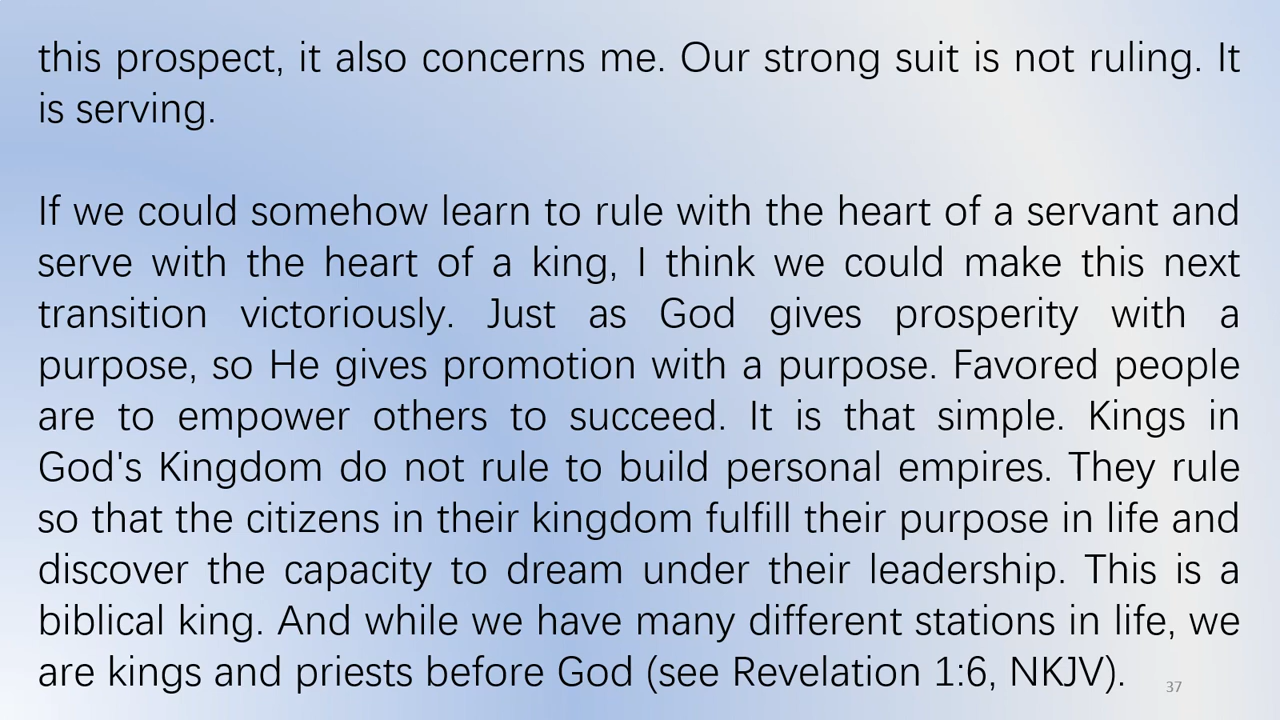 this prospect, it also concerns me. Our strong suit is not ruling. It
is serving.
If we could somehow learn to rule with the heart of a servant and
serve with the heart of a king, I think we could make this next
transition victoriously. Just as God gives prosperity with a
purpose, so He gives promotion with a purpose. Favored people
are to empower others to succeed. It is that simple. Kings in
God's Kingdom do not rule to build personal empires. They rule
so that the citizens in their kingdom fulfill their purpose in life and
discover the capacity to dream under their leadership. This is a
biblical king. And while we have many different stations in life, we
are kings and priests before God (see Revelation 1:6, NKJV).
37